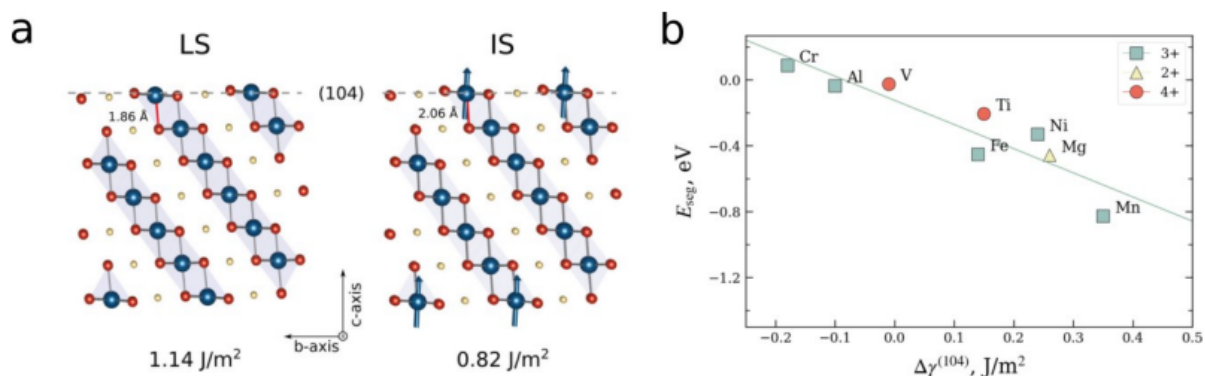 a
LS
IS
(104)
1.86 Å
2.06 Å
c-axis
b-axis
1.14 J/m²
0.82 J/m²
b
3+
2+
4+
Cr
Al
V
Ti
Ni
Fe
Mg
Mn
0.0
−0.4
−0.8
−1.2
E_seg, eV
−0.2 −0.1 0.0 0.1 0.2 0.3 0.4 0.5
Δγ⁽¹⁰⁴⁾, J/m²